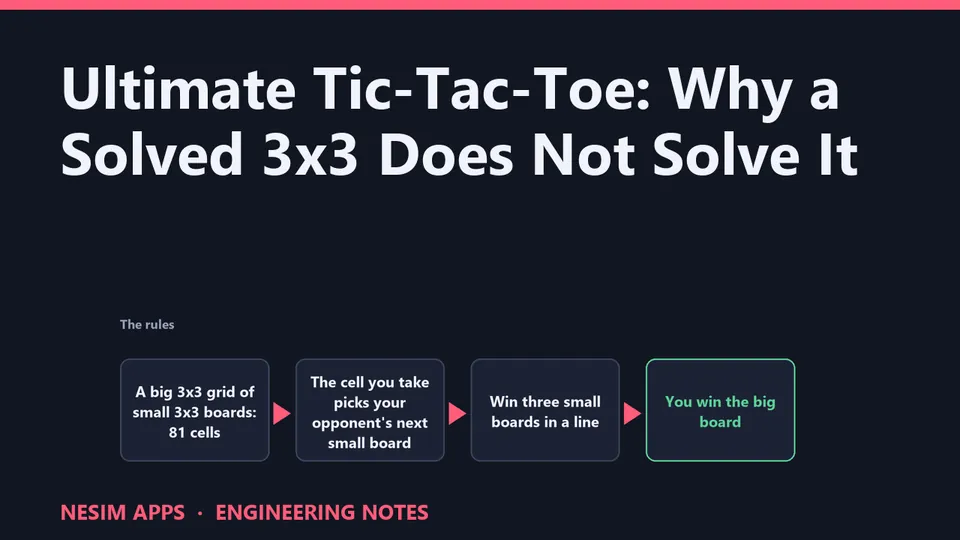 Ultimate Tic-Tac-Toe: Why a
Solved 3x3 Does Not Solve It
The rules
A big 3x3 grid of
small 3x3 boards:
81 cells
The cell you take
picks your
opponent's next
small board
Win three small
boards in a line
You win the big
board
NESIM APPS · ENGINEERING NOTES